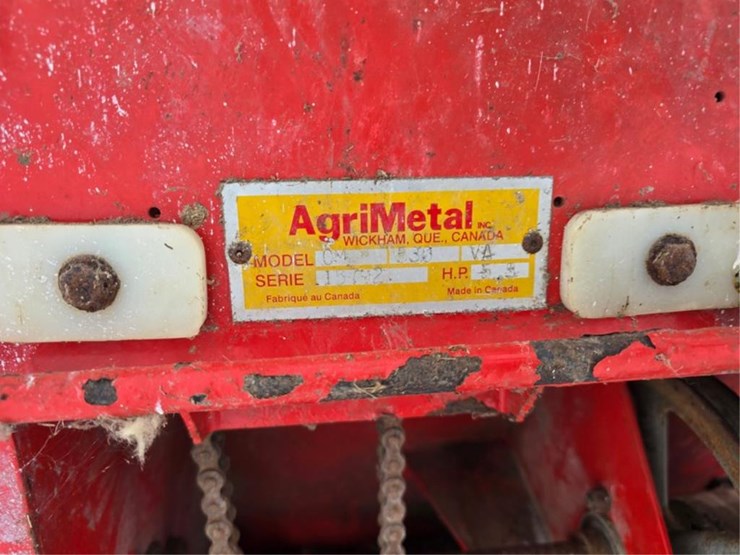 AgriMetal INC.
WICKHAM, QUE., CANADA
MODEL VA
SERIE H.P.
Fabriqué au Canada Made in Canada